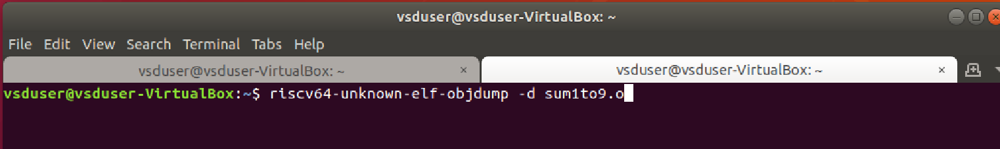 vsduser@vsduser-VirtualBox: ~
File Edit View Search Terminal Tabs Help
vsduser@vsduser-VirtualBox: ~ × vsduser@vsduser-VirtualBox: ~ ×
vsduser@vsduser-VirtualBox:~$ riscv64-unknown-elf-objdump -d sum1to9.o